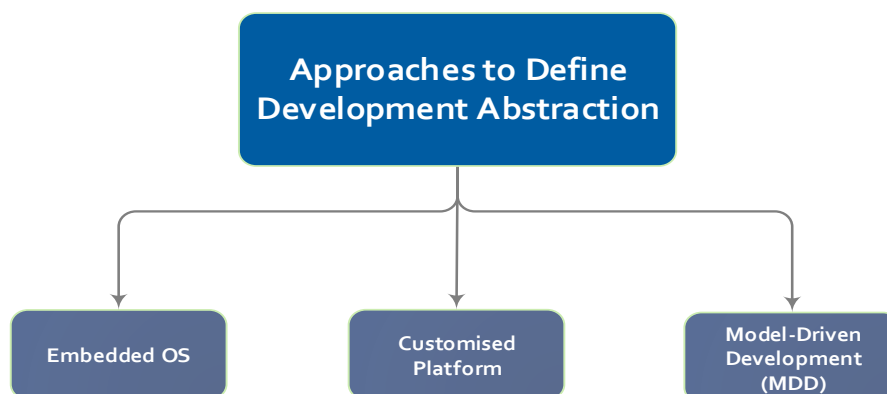 Approaches to Define
Development Abstraction
Embedded OS
Customised
Platform
Model-Driven
Development
(MDD)